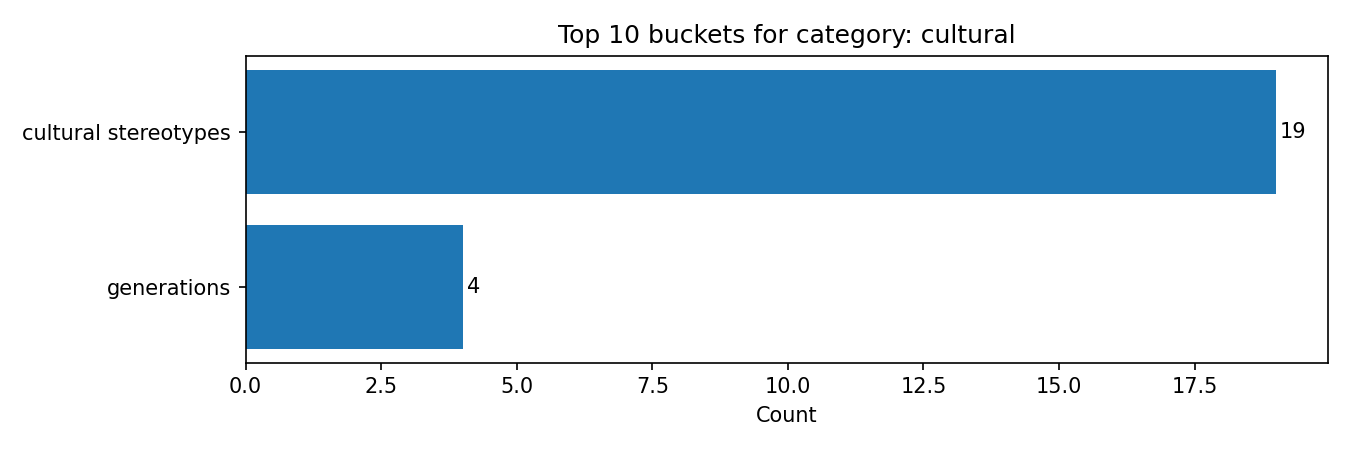 Top 10 buckets for category: cultural
cultural stereotypes
19
generations
4
0.0 2.5 5.0 7.5 10.0 12.5 15.0 17.5
Count